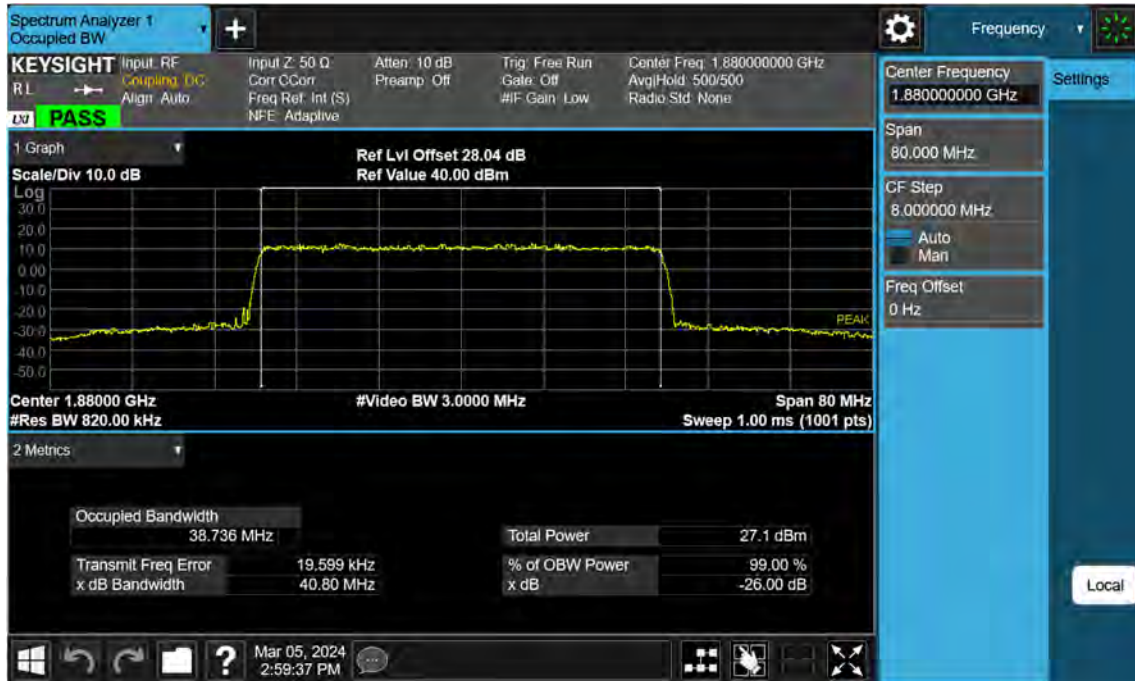 Spectrum Analyzer 1
Occupied BW
+
Frequency
KEYSIGHT Input: RF Input Z: 50 Ω Atten: 10 dB Trig: Free Run Center Freq: 1.880000000 GHz
R L Coupling: DC Corr CCorr Preamp: Off Gate: Off Avg|Hold: 500/500
Align: Auto Freq Ref: Int (S) #IF Gain: Low Radio Std: None
LXI PASS NFE: Adaptive
Center Frequency
1.880000000 GHz
Settings
Span
80.000 MHz
CF Step
8.000000 MHz
Auto
Man
Freq Offset
0 Hz
1 Graph
Ref Lvl Offset 28.04 dB
Scale/Div 10.0 dB Ref Value 40.00 dBm
Log
30.0
20.0
10.0
0.00
-10.0
-20.0
-30.0
-40.0
-50.0
PEAK
Center 1.88000 GHz #Video BW 3.0000 MHz Span 80 MHz
#Res BW 820.00 kHz Sweep 1.00 ms (1001 pts)
2 Metrics
Occupied Bandwidth
38.736 MHz Total Power 27.1 dBm
Transmit Freq Error 19.599 kHz % of OBW Power 99.00 %
x dB Bandwidth 40.80 MHz x dB -26.00 dB
Local
? Mar 05, 2024
2:59:37 PM